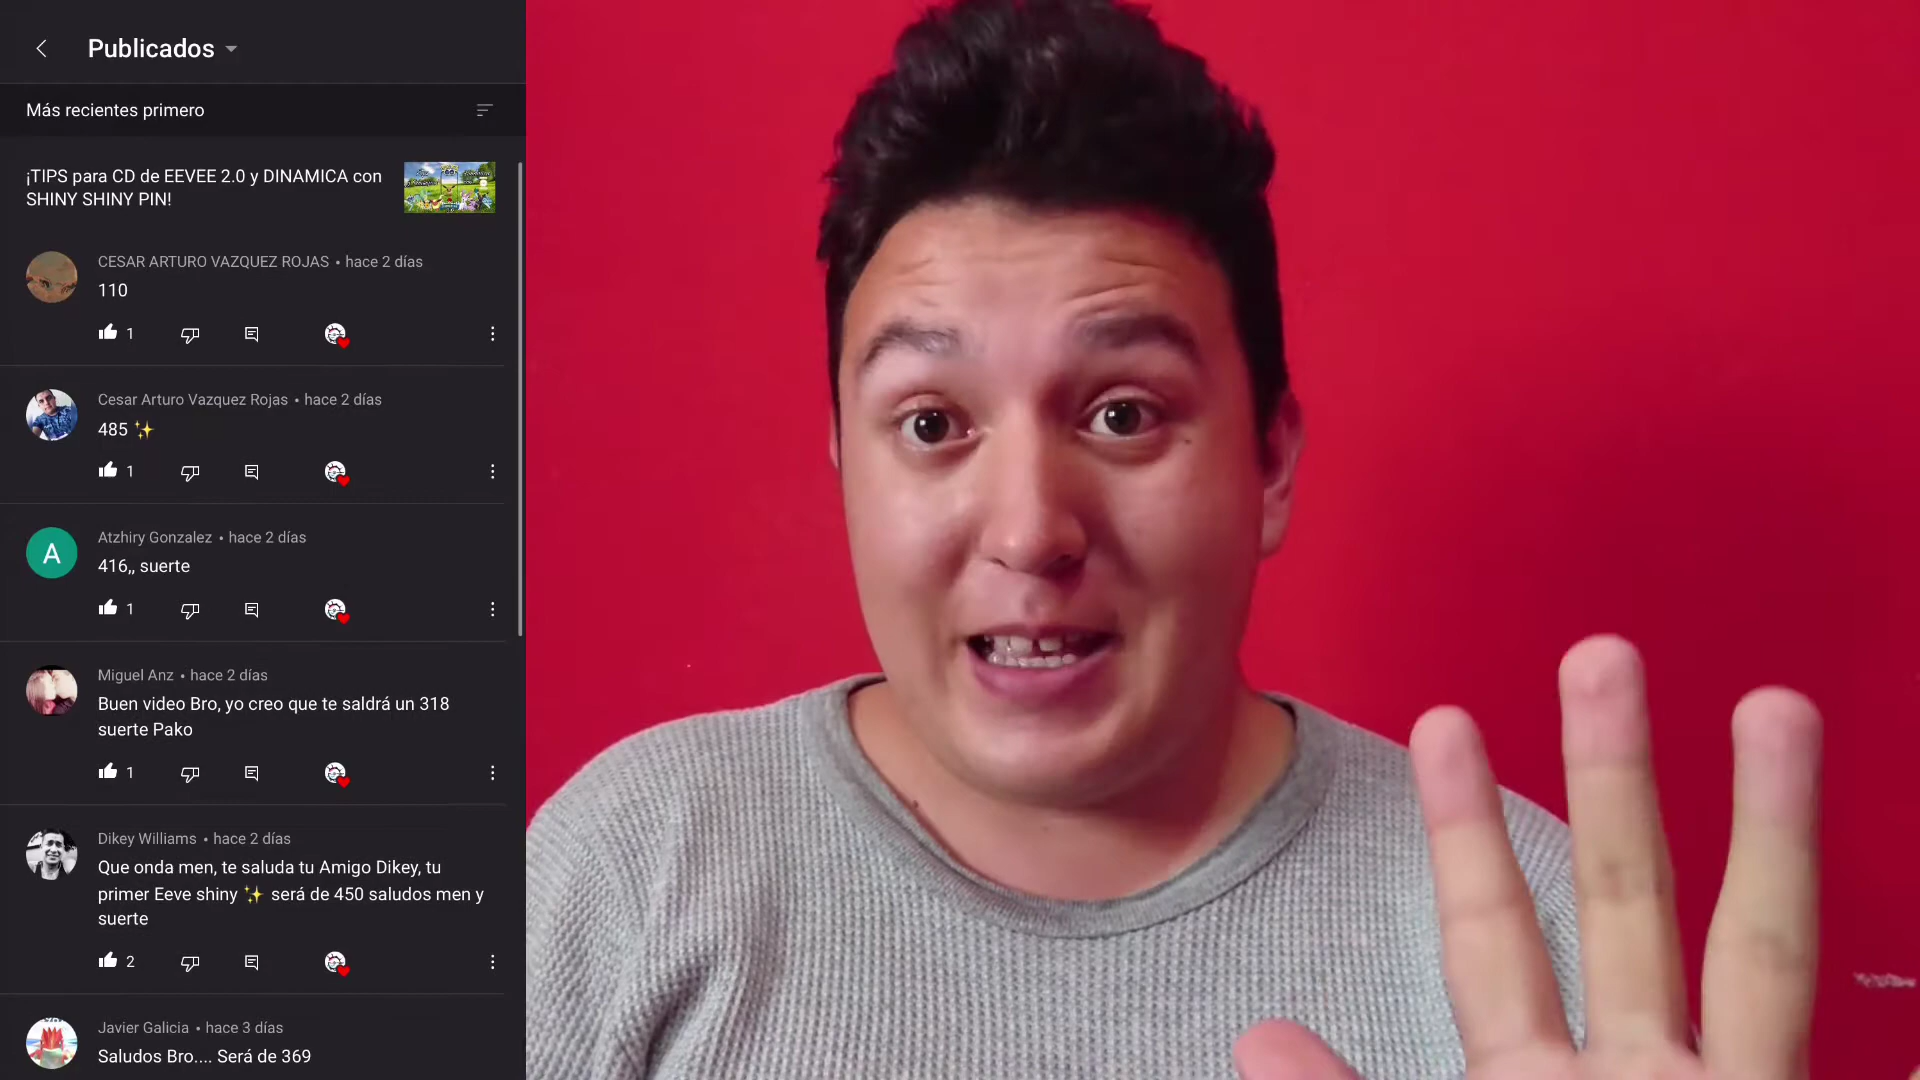 Publicados
Más recientes primero
¡TIPS para CD de EEVEE 2.0 y DINAMICA con
SHINY SHINY PIN!
CESAR ARTURO VAZQUEZ ROJAS • hace 2 días
110
1
Cesar Arturo Vazquez Rojas • hace 2 días
485 ✨
1
A
Atzhiry Gonzalez • hace 2 días
416,, suerte
1
Miguel Anz • hace 2 días
Buen video Bro, yo creo que te saldrá un 318
suerte Pako
1
Dikey Williams • hace 2 días
Que onda men, te saluda tu Amigo Dikey, tu
primer Eeve shiny ✨ será de 450 saludos men y
suerte
2
Javier Galicia • hace 3 días
Saludos Bro.... Será de 369